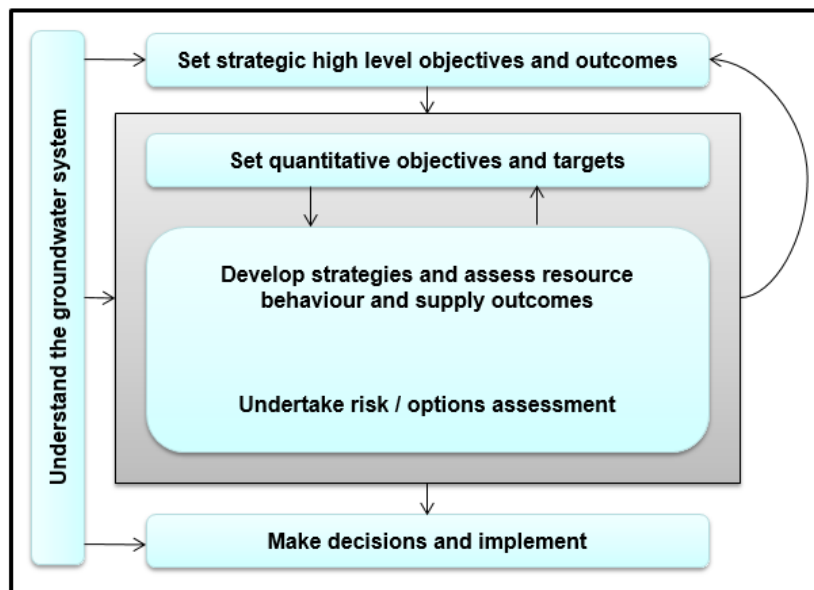 Understand the groundwater system
Set strategic high level objectives and outcomes
Set quantitative objectives and targets
Develop strategies and assess resource
behaviour and supply outcomes
Undertake risk / options assessment
Make decisions and implement